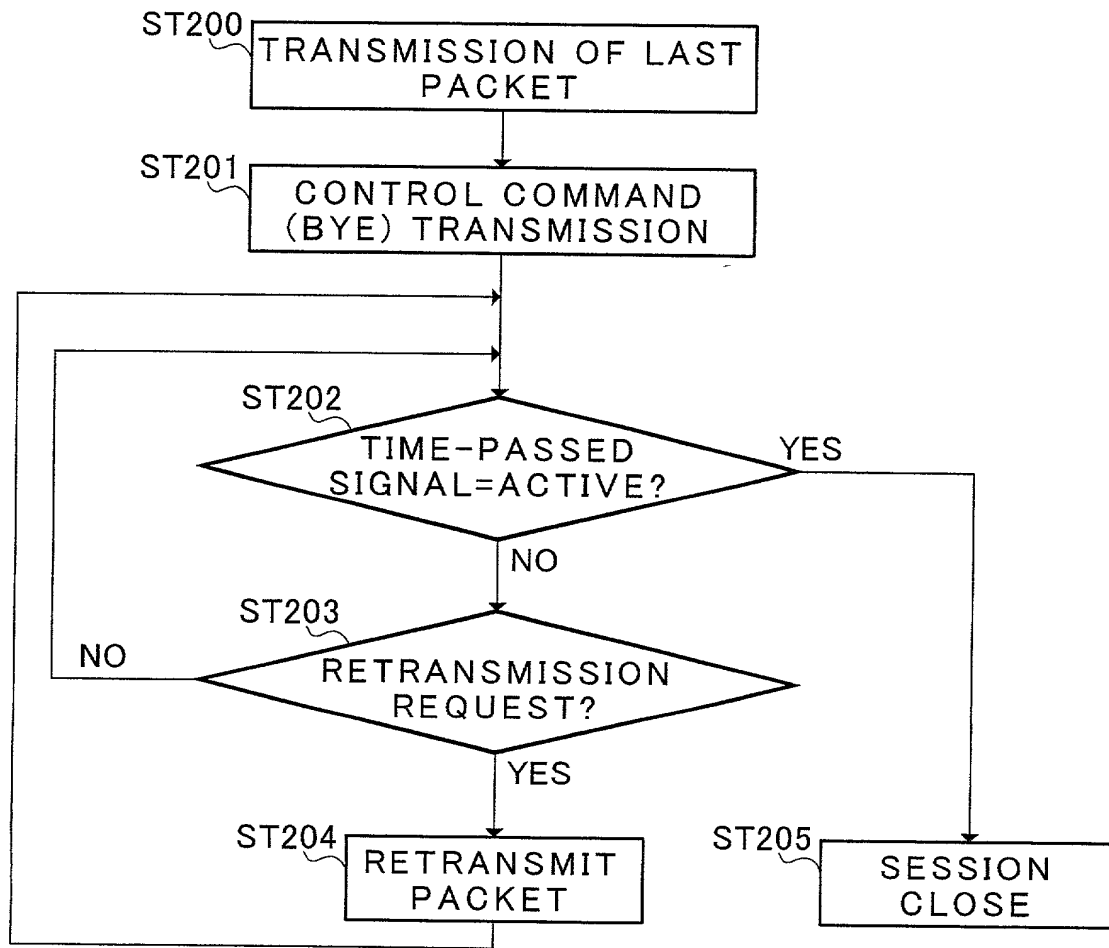 ST200
TRANSMISSION OF LAST
PACKET
ST201
CONTROL COMMAND
(BYE) TRANSMISSION
ST202
TIME-PASSED
SIGNAL=ACTIVE?
YES
NO
ST203
RETRANSMISSION
REQUEST?
NO
YES
ST204
RETRANSMIT
PACKET
ST205
SESSION
CLOSE